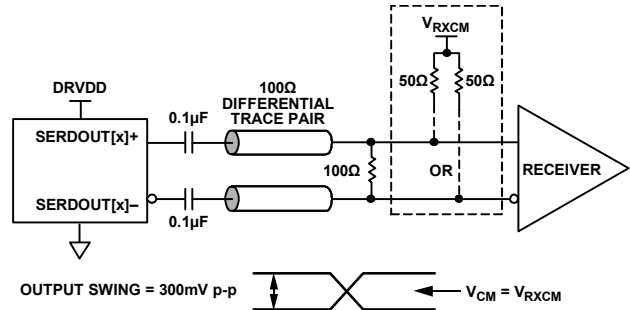 V_RXCM
50Ω 50Ω
DRVDD
100Ω
DIFFERENTIAL
TRACE PAIR
0.1µF
SERDOUT[x]+
100Ω
OR
RECEIVER
SERDOUT[x]–
0.1µF
OUTPUT SWING = 300mV p-p
V_CM = V_RXCM